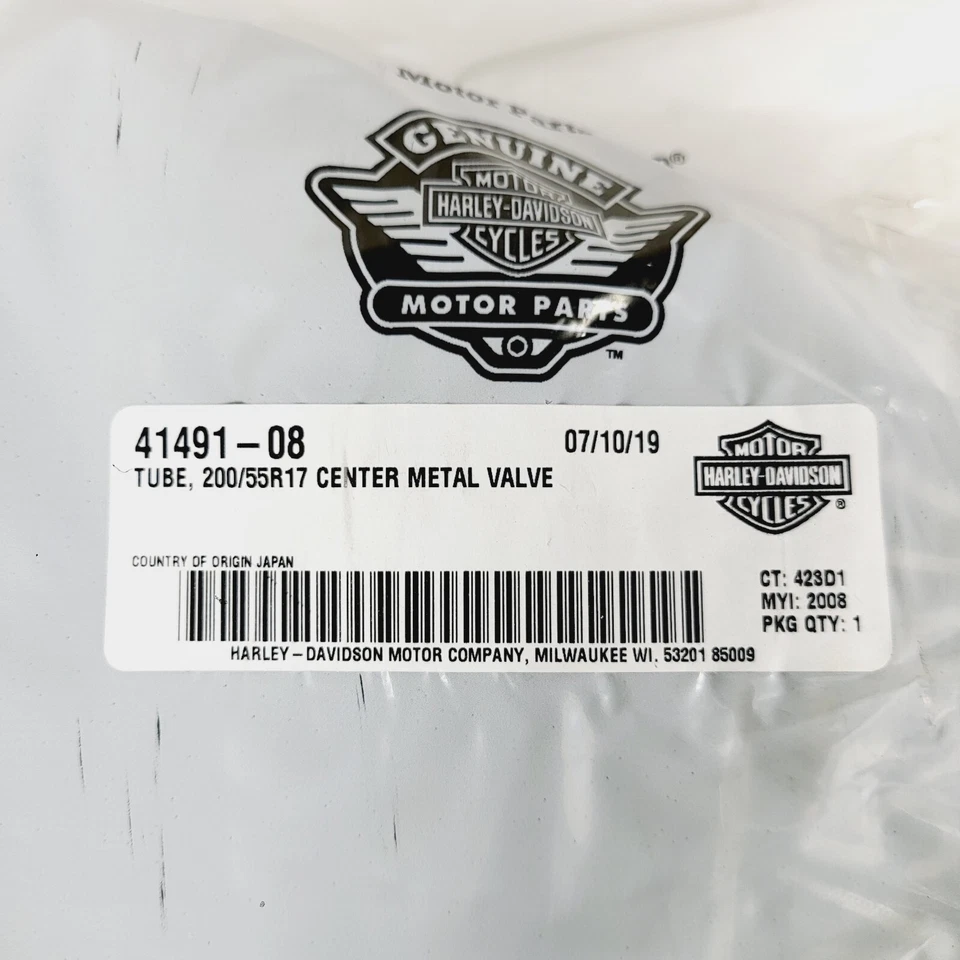 Motor Parts
GENUINE
MOTOR
HARLEY-DAVIDSON
CYCLES
MOTOR PARTS
TM
41491-08
07/10/19
TUBE, 200/55R17 CENTER METAL VALVE
MOTOR
HARLEY-DAVIDSON
CYCLES
®
COUNTRY OF ORIGIN JAPAN
CT: 423D1
MYI: 2008
PKG QTY: 1
HARLEY-DAVIDSON MOTOR COMPANY, MILWAUKEE WI. 53201 85009